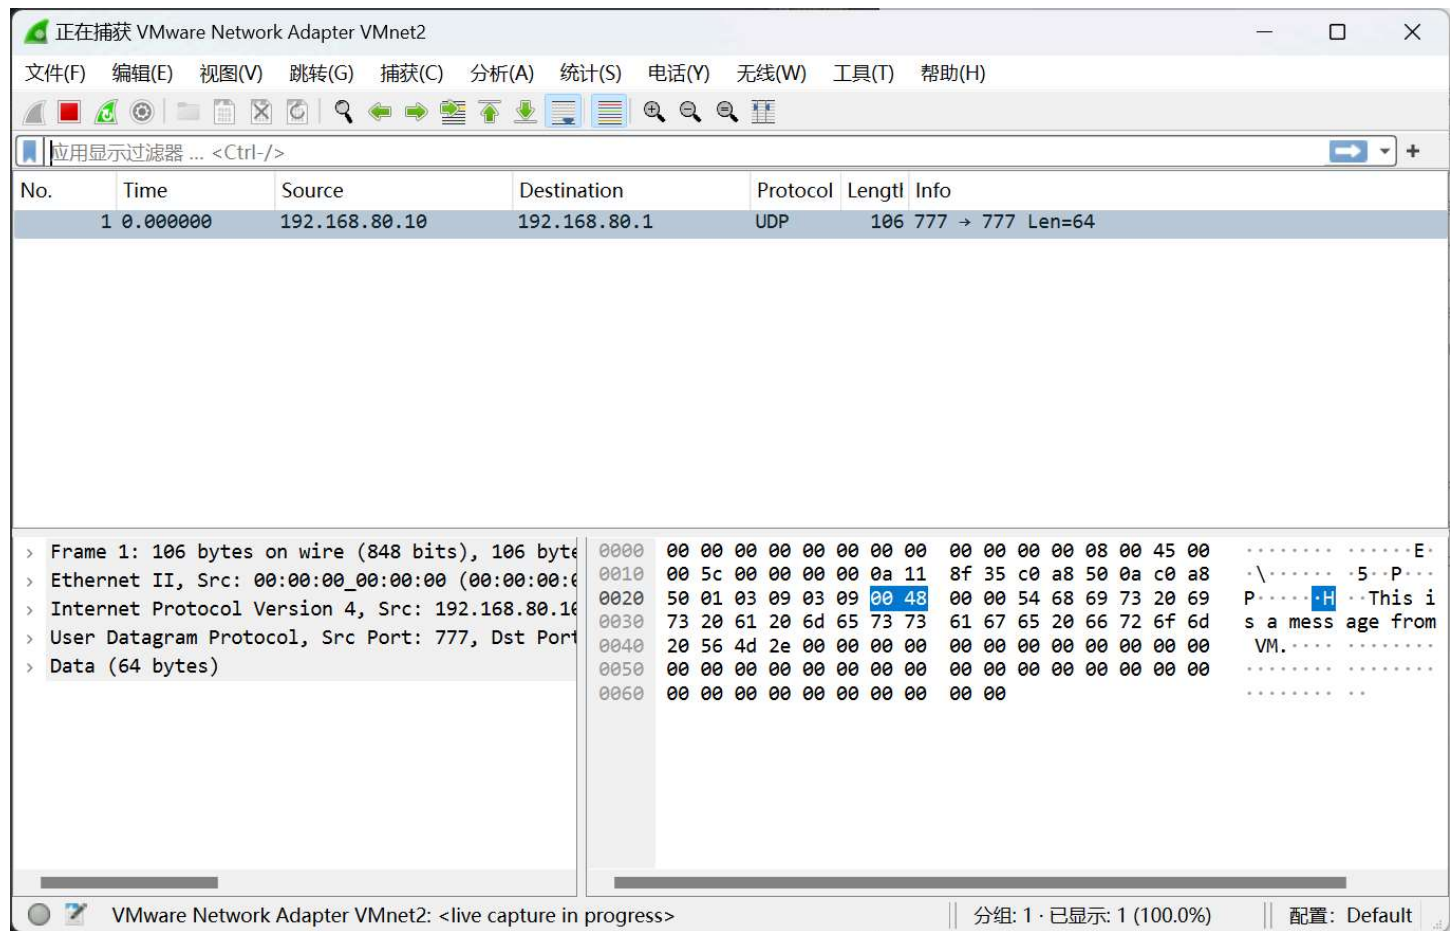 正在捕获 VMware Network Adapter VMnet2
文件(F) 编辑(E) 视图(V) 跳转(G) 捕获(C) 分析(A) 统计(S) 电话(Y) 无线(W) 工具(T) 帮助(H)
应用显示过滤器 ... <Ctrl-/>
No. Time Source Destination Protocol Lengtl Info
1 0.000000 192.168.80.10 192.168.80.1 UDP 106 777 → 777 Len=64
Frame 1: 106 bytes on wire (848 bits), 106 byte
Ethernet II, Src: 00:00:00_00:00:00 (00:00:00:0
Internet Protocol Version 4, Src: 192.168.80.10
User Datagram Protocol, Src Port: 777, Dst Port
Data (64 bytes)
0000 00 00 00 00 00 00 00 00 00 00 00 00 08 00 45 00 ········ ······E·
0010 00 5c 00 00 00 00 0a 11 8f 35 c0 a8 50 0a c0 a8 ·\······ ·5··P···
0020 50 01 03 09 03 09 00 48 00 00 54 68 69 73 20 69 P······H ··This i
0030 73 20 61 20 6d 65 73 73 61 67 65 20 66 72 6f 6d s a mess age from
0040 20 56 4d 2e 00 00 00 00 00 00 00 00 00 00 00 00 VM.···· ········
0050 00 00 00 00 00 00 00 00 00 00 00 00 00 00 00 00 ········ ········
0060 00 00 00 00 00 00 00 00 00 00 ········ ··
VMware Network Adapter VMnet2: <live capture in progress> 分组: 1 · 已显示: 1 (100.0%) 配置: Default